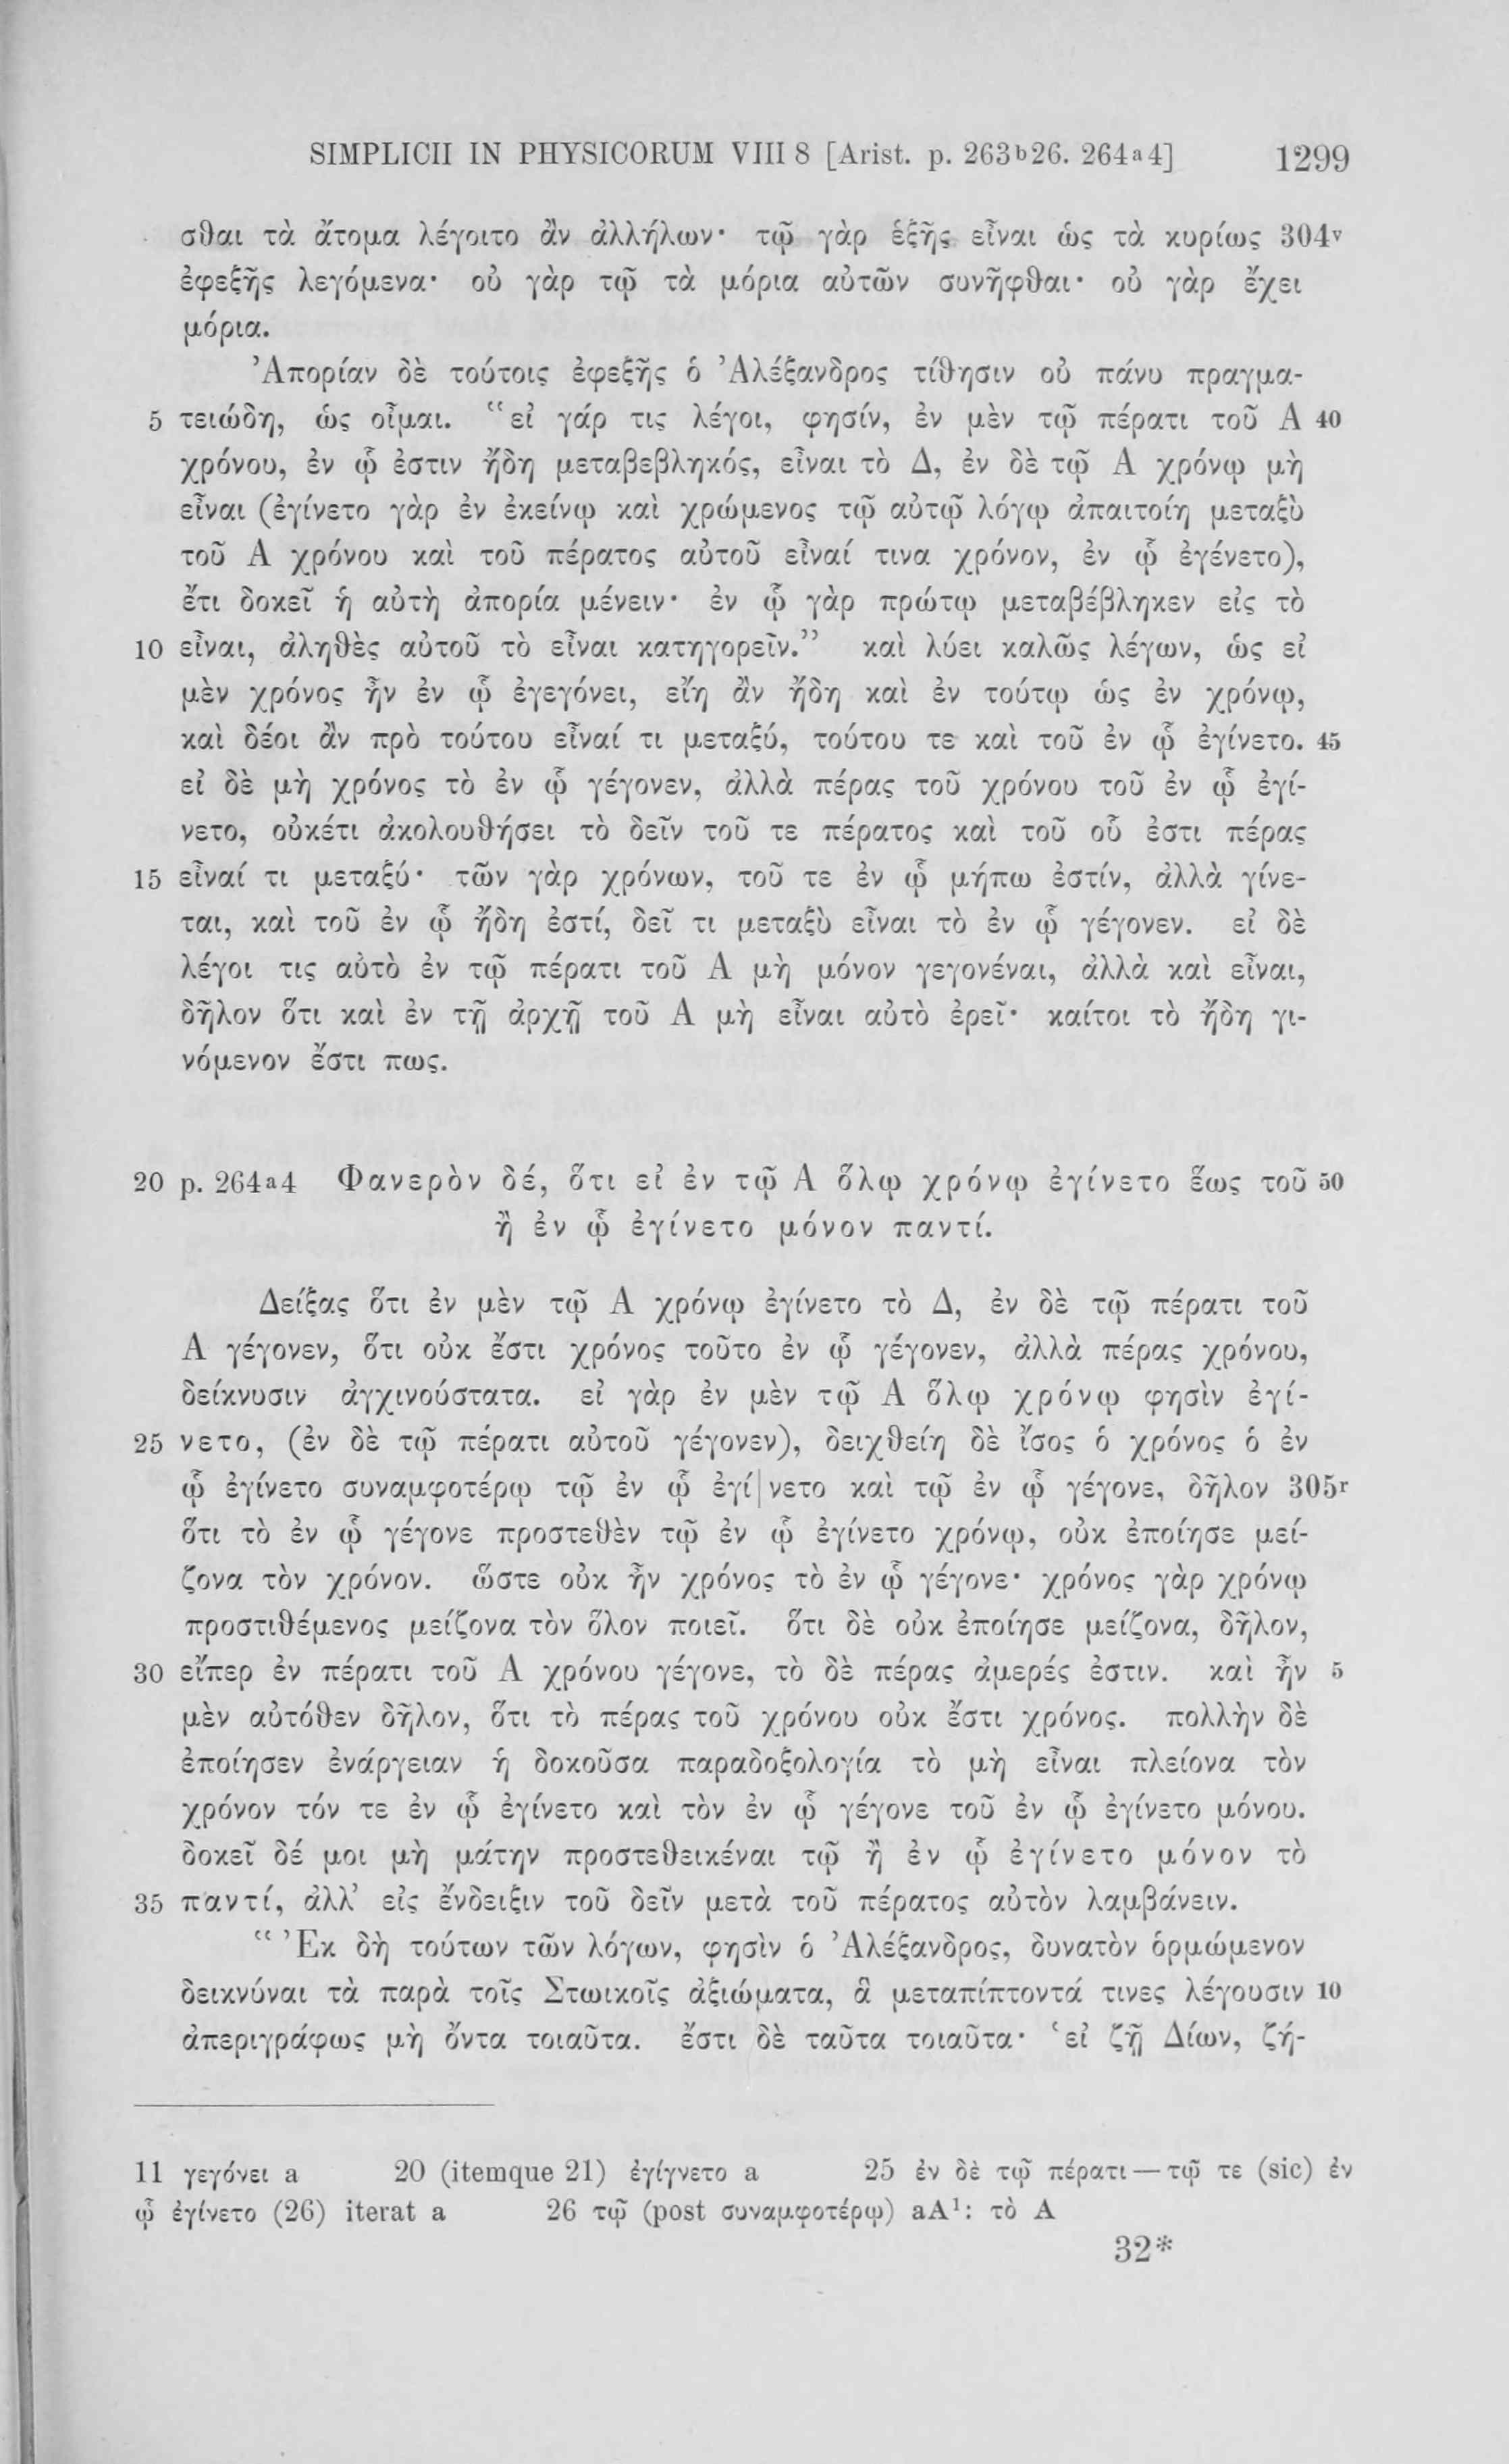 SIMPLICII IN PHYSICORUM VIII 8 [Arist. p. 263ᵇ26. 264ᵃ4] 1299
σθαι τὰ ἄτομα λέγοιτο ἂν ἀλλήλων· τῷ γὰρ ἑξῆς εἶναι ὡς τὰ κυρίως 304ᵛ
ἐφεξῆς λεγόμενα· οὐ γὰρ τῷ τὰ μόρια αὐτῶν συνῆφθαι· οὐ γὰρ ἔχει
μόρια.
Ἀπορίαν δὲ τούτοις ἐφεξῆς ὁ Ἀλέξανδρος τίθησιν οὐ πάνυ πραγμα-
5 τειώδη, ὡς οἶμαι. “εἰ γάρ τις λέγοι, φησίν, ἐν μὲν τῷ πέρατι τοῦ Α 40
χρόνου, ἐν ᾧ ἐστιν ἤδη μεταβεβληκός, εἶναι τὸ Δ, ἐν δὲ τῷ Α χρόνῳ μὴ
εἶναι (ἐγίνετο γὰρ ἐν ἐκείνῳ καὶ χρώμενος τῷ αὐτῷ λόγῳ ἀπαιτοίη μεταξὺ
τοῦ Α χρόνου καὶ τοῦ πέρατος αὐτοῦ εἶναί τινα χρόνον, ἐν ᾧ ἐγένετο),
ἔτι δοκεῖ ἡ αὐτὴ ἀπορία μένειν· ἐν ᾧ γὰρ πρώτῳ μεταβέβληκεν εἰς τὸ
10 εἶναι, ἀληθὲς αὐτοῦ τὸ εἶναι κατηγορεῖν.” καὶ λύει καλῶς λέγων, ὡς εἰ
μὲν χρόνος ἦν ἐν ᾧ ἐγεγόνει, εἴη ἂν ἤδη καὶ ἐν τούτῳ ὡς ἐν χρόνῳ,
καὶ δέοι ἂν πρὸ τούτου εἶναί τι μεταξύ, τούτου τε καὶ τοῦ ἐν ᾧ ἐγίνετο. 45
εἰ δὲ μὴ χρόνος τὸ ἐν ᾧ γέγονεν, ἀλλὰ πέρας τοῦ χρόνου τοῦ ἐν ᾧ ἐγί-
νετο, οὐκέτι ἀκολουθήσει τὸ δεῖν τοῦ τε πέρατος καὶ τοῦ οὗ ἐστι πέρας
15 εἶναί τι μεταξύ· τῶν γὰρ χρόνων, τοῦ τε ἐν ᾧ μήπω ἐστίν, ἀλλὰ γίνε-
ται, καὶ τοῦ ἐν ᾧ ἤδη ἐστί, δεῖ τι μεταξὺ εἶναι τὸ ἐν ᾧ γέγονεν. εἰ δὲ
λέγοι τις αὐτὸ ἐν τῷ πέρατι τοῦ Α μὴ μόνον γεγονέναι, ἀλλὰ καὶ εἶναι,
δῆλον ὅτι καὶ ἐν τῇ ἀρχῇ τοῦ Α μὴ εἶναι αὐτὸ ἐρεῖ· καίτοι τὸ ἤδη γι-
νόμενον ἔστι πως.
20 p. 264ᵃ4 Φανερὸν δέ, ὅτι εἰ ἐν τῷ Α ὅλῳ χρόνῳ ἐγίνετο ἕως τοῦ 50
ἢ ἐν ᾧ ἐγίνετο μόνον παντί.
Δείξας ὅτι ἐν μὲν τῷ Α χρόνῳ ἐγίνετο τὸ Δ, ἐν δὲ τῷ πέρατι τοῦ
Α γέγονεν, ὅτι οὐκ ἔστι χρόνος τοῦτο ἐν ᾧ γέγονεν, ἀλλὰ πέρας χρόνου,
δείκνυσιν ἀγχινούστατα. εἰ γὰρ ἐν μὲν τῷ Α ὅλῳ χρόνῳ φησὶν ἐγί-
25 νετο, (ἐν δὲ τῷ πέρατι αὐτοῦ γέγονεν), δειχθείη δὲ ἴσος ὁ χρόνος ὁ ἐν
ᾧ ἐγίνετο συναμφοτέρῳ τῷ ἐν ᾧ ἐγί|νετο καὶ τῷ ἐν ᾧ γέγονε, δῆλον 305ʳ
ὅτι τὸ ἐν ᾧ γέγονε προστεθὲν τῷ ἐν ᾧ ἐγίνετο χρόνῳ, οὐκ ἐποίησε μεί-
ζονα τὸν χρόνον. ὥστε οὐκ ἦν χρόνος τὸ ἐν ᾧ γέγονε· χρόνος γὰρ χρόνῳ
προστιθέμενος μείζονα τὸν ὅλον ποιεῖ. ὅτι δὲ οὐκ ἐποίησε μείζονα, δῆλον,
30 εἴπερ ἐν πέρατι τοῦ Α χρόνου γέγονε, τὸ δὲ πέρας ἀμερές ἐστιν. καὶ ἦν 5
μὲν αὐτόθεν δῆλον, ὅτι τὸ πέρας τοῦ χρόνου οὐκ ἔστι χρόνος. πολλὴν δὲ
ἐποίησεν ἐνάργειαν ἡ δοκοῦσα παραδοξολογία τὸ μὴ εἶναι πλείονα τὸν
χρόνον τόν τε ἐν ᾧ ἐγίνετο καὶ τὸν ἐν ᾧ γέγονε τοῦ ἐν ᾧ ἐγίνετο μόνου.
δοκεῖ δέ μοι μὴ μάτην προστεθεικέναι τῷ ἢ ἐν ᾧ ἐγίνετο μόνον τὸ
35 παντί, ἀλλ’ εἰς ἔνδειξιν τοῦ δεῖν μετὰ τοῦ πέρατος αὐτὸν λαμβάνειν.
“Ἐκ δὴ τούτων τῶν λόγων, φησὶν ὁ Ἀλέξανδρος, δυνατὸν ὁρμώμενον
δεικνύναι τὰ παρὰ τοῖς Στωικοῖς ἀξιώματα, ἃ μεταπίπτοντά τινες λέγουσιν 10
ἀπεριγράφως μὴ ὄντα τοιαῦτα. ἔστι δὲ ταῦτα τοιαῦτα· ‘εἰ ζῇ Δίων, ζή-
11 γεγόνει a 20 (itemque 21) ἐγίγνετο a 25 ἐν δὲ τῷ πέρατι — τῷ τε (sic) ἐν
ᾧ ἐγίνετο (26) iterat a 26 τῷ (post συναμφοτέρῳ) aA¹: τὸ A
32*